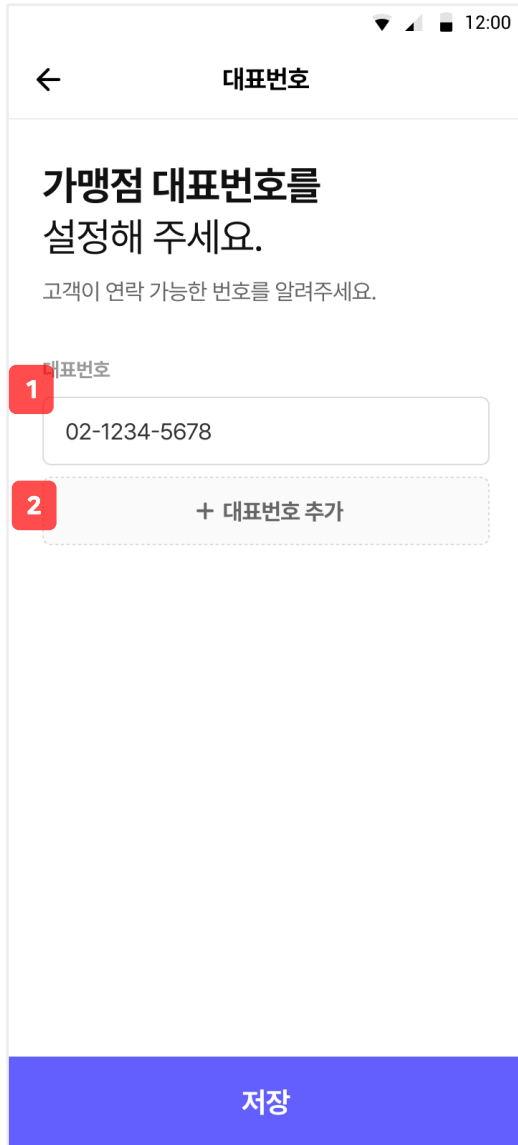 12:00
대표번호
가맹점 대표번호를
설정해 주세요.
고객이 연락 가능한 번호를 알려주세요.
대표번호
1
02-1234-5678
2
+ 대표번호 추가
저장